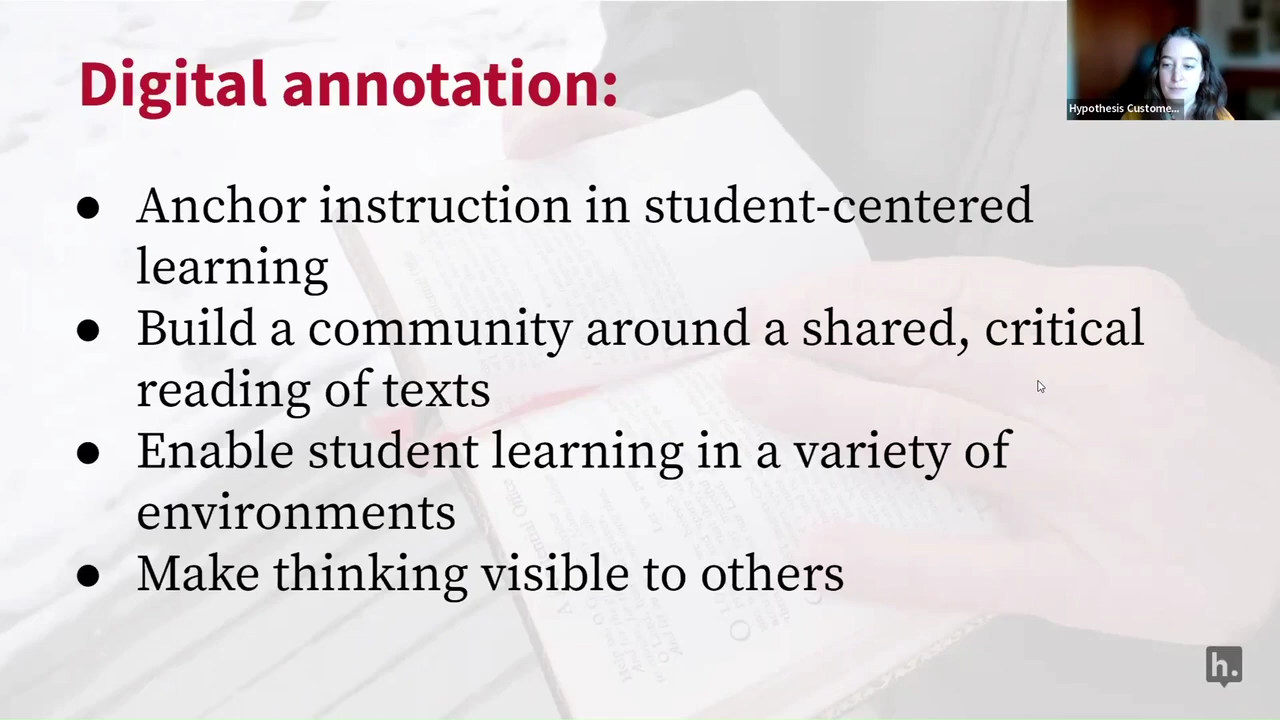 Digital annotation:
Hypothesis Custome...
● Anchor instruction in student-centered
learning
● Build a community around a shared, critical
reading of texts
● Enable student learning in a variety of
environments
● Make thinking visible to others
h.